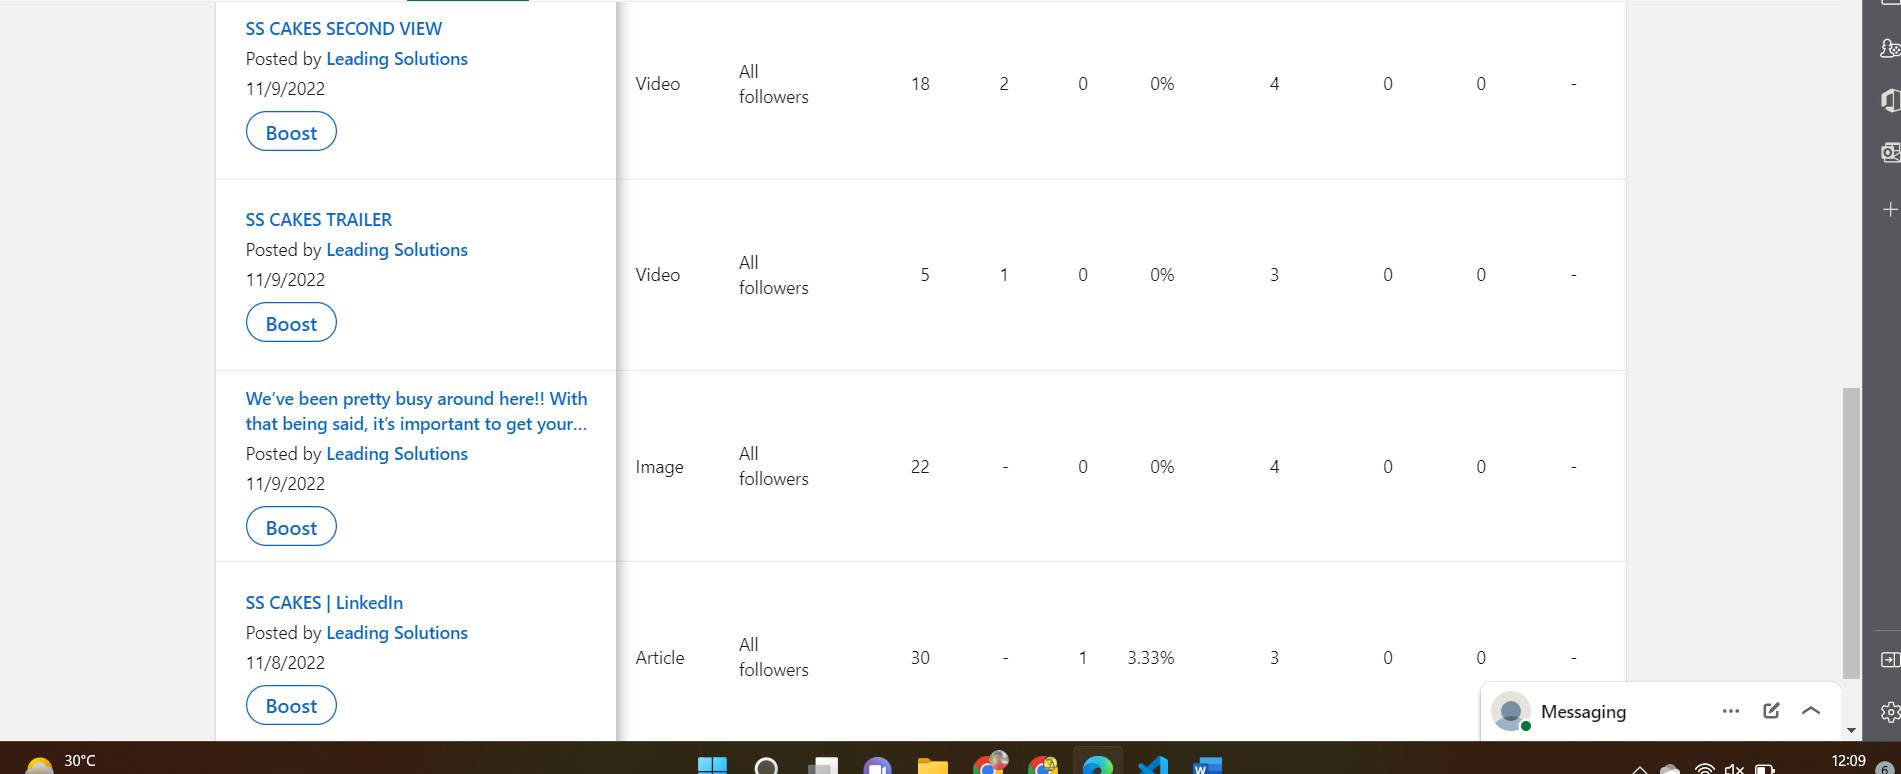 SS CAKES SECOND VIEW
Posted by Leading Solutions
11/9/2022
Boost
Video
All
followers
18 2 0 0% 4 0 0 -
SS CAKES TRAILER
Posted by Leading Solutions
11/9/2022
Boost
Video
All
followers
5 1 0 0% 3 0 0 -
We’ve been pretty busy around here!! With
that being said, it’s important to get your...
Posted by Leading Solutions
11/9/2022
Boost
Image
All
followers
22 - 0 0% 4 0 0 -
SS CAKES | LinkedIn
Posted by Leading Solutions
11/8/2022
Boost
Article
All
followers
30 - 1 3.33% 3 0 0 -
Messaging
30°C
12:09
6